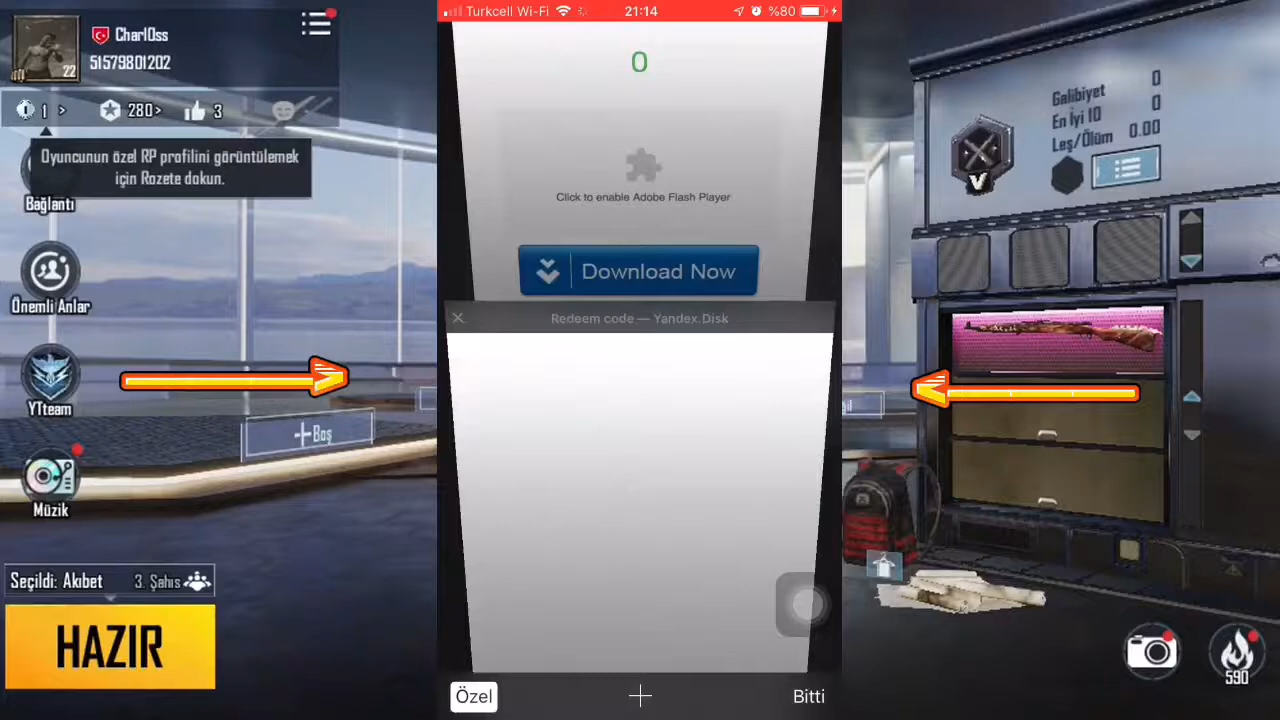 Char10ss
22
51579801202
1 >
280>
3
Oyuncunun özel RP profilini görüntülemek
için Rozete dokun.
Bağlantı
Önemli Anlar
YTteam
Müzik
+Boş
Seçildi: Akıbet
3. Şahıs
HAZIR
Turkcell Wi-Fi
21:14
%80
0
Click to enable Adobe Flash Player
Download Now
Redeem code — Yandex.Disk
Özel
+
Bitti
Galibiyet 0
En İyi 10 0
Leş/Ölüm 0.00
V
590